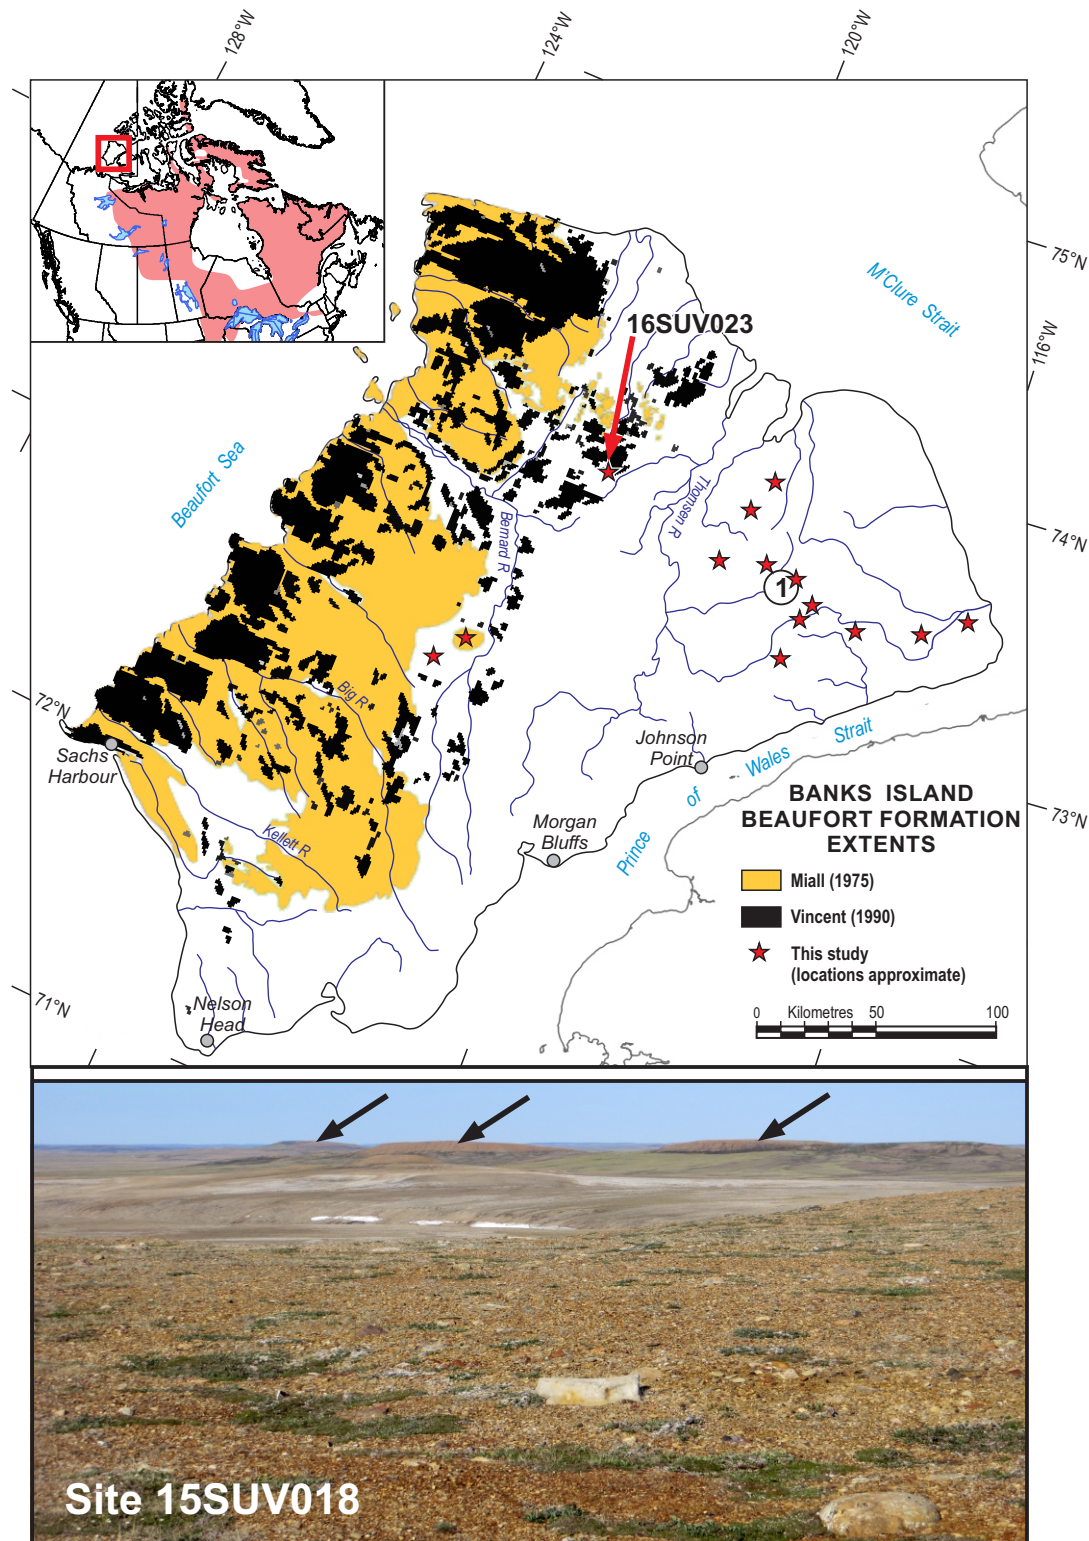 128°W
124°W
120°W
75°N
M'Clure Strait
116°W
16SUV023
Beaufort Sea
Thomsen R
Bernard R
74°N
1
Big R
72°N
Sachs
Harbour
Johnson
Point
Prince of Wales Strait
Kellett R
Morgan
Bluffs
73°N
BANKS ISLAND
BEAUFORT FORMATION
EXTENTS
Miall (1975)
Vincent (1990)
This study
(locations approximate)
0 Kilometres 50 100
71°N
Nelson
Head
Site 15SUV018